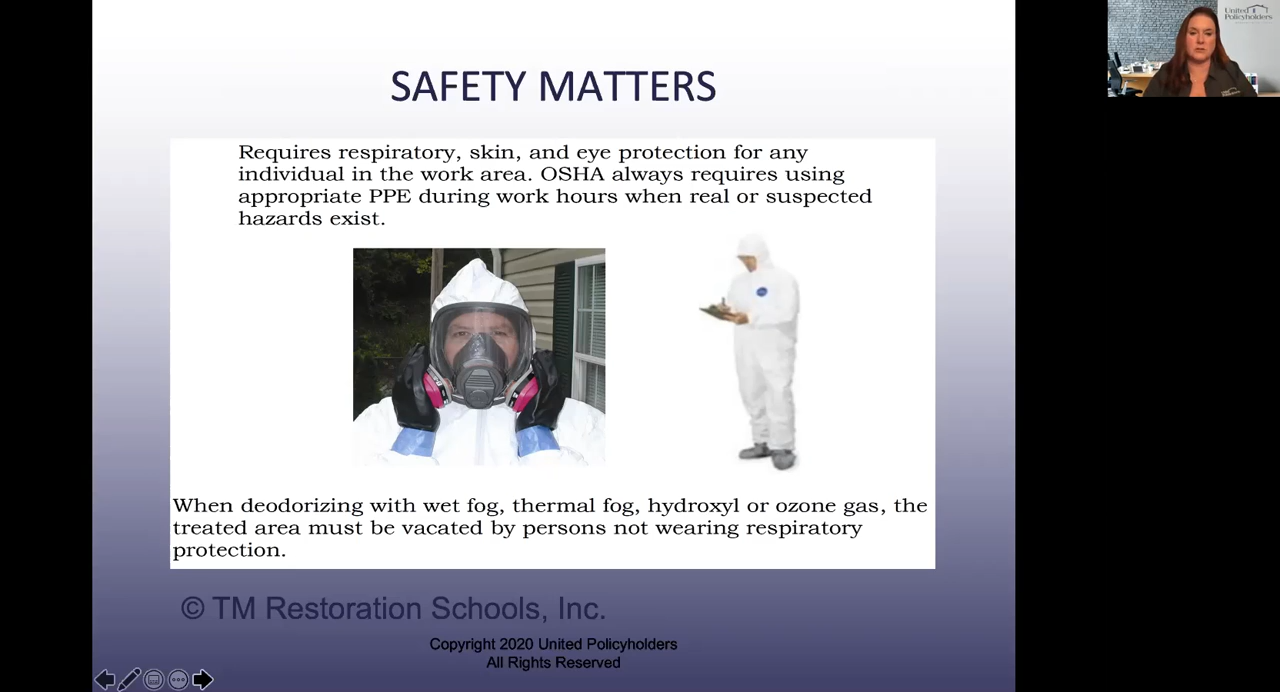 SAFETY MATTERS
Requires respiratory, skin, and eye protection for any
individual in the work area. OSHA always requires using
appropriate PPE during work hours when real or suspected
hazards exist.
When deodorizing with wet fog, thermal fog, hydroxyl or ozone gas, the
treated area must be vacated by persons not wearing respiratory
protection.
© TM Restoration Schools, Inc.
Copyright 2020 United Policyholders
All Rights Reserved
United
Policyholders